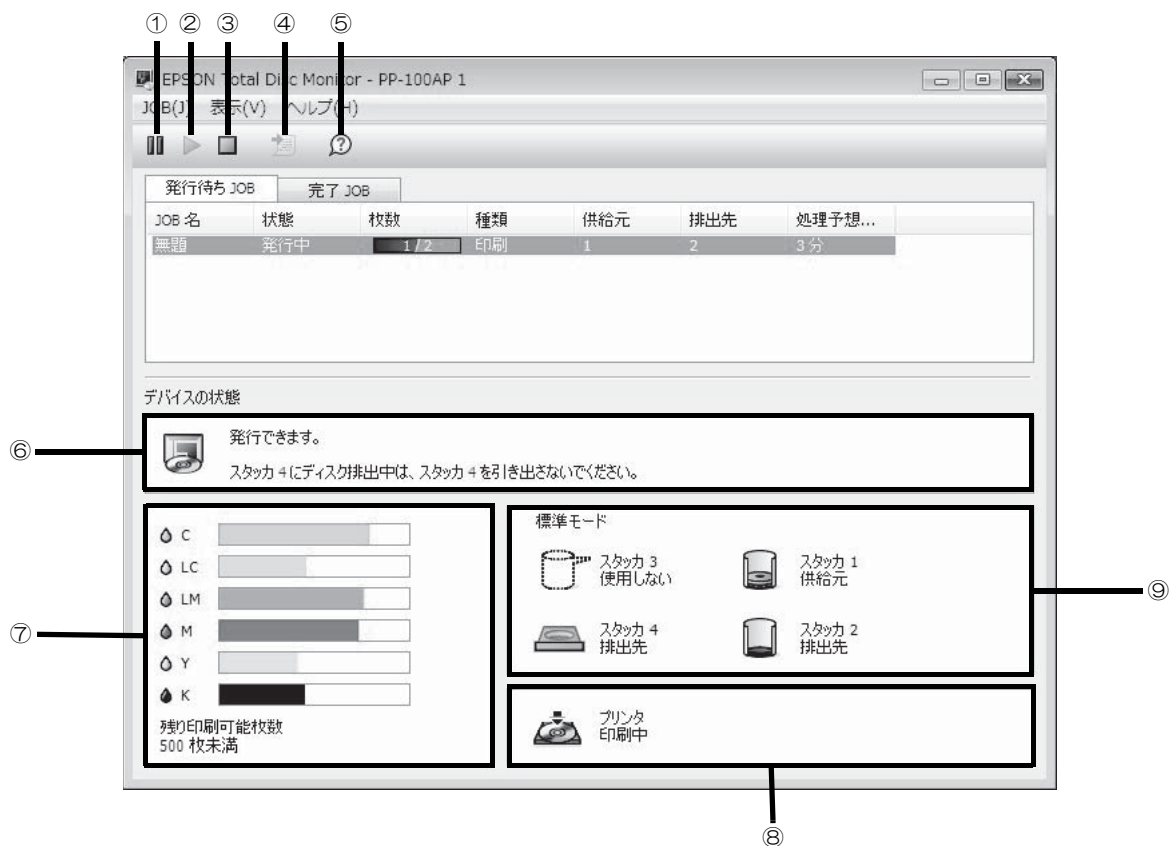 ① ② ③ ④ ⑤
EPSON Total Disc Monitor - PP-100AP 1
JOB(J) 表示(V) ヘルプ(H)
発行待ち JOB 完了 JOB
JOB 名 状態 枚数 種類 供給元 排出先 処理予想...
無題 発行中 1/2 印刷 1 2 3分
デバイスの状態
⑥
発行できます。
スタッカ 4 にディスク排出中は、スタッカ 4 を引き出さないでください。
⑦
C
LC
LM
M
Y
K
残り印刷可能枚数
500 枚未満
標準モード
スタッカ 3
使用しない
スタッカ 1
供給元
スタッカ 4
排出先
スタッカ 2
排出先
⑨
プリンタ
印刷中
⑧